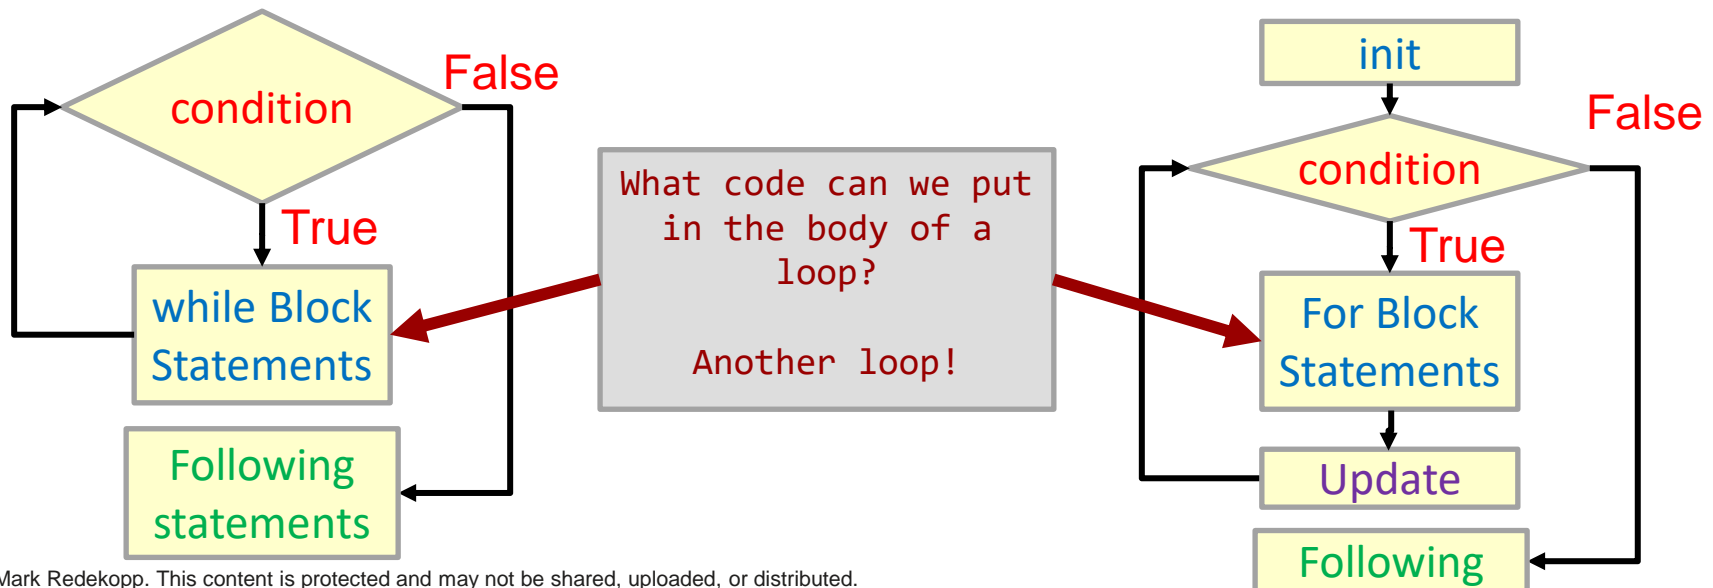 condition
False
True
while Block
Statements
Following
statements
What code can we put
in the body of a
loop?
Another loop!
init
condition
False
True
For Block
Statements
Update
Following
Mark Redekopp. This content is protected and may not be shared, uploaded, or distributed.